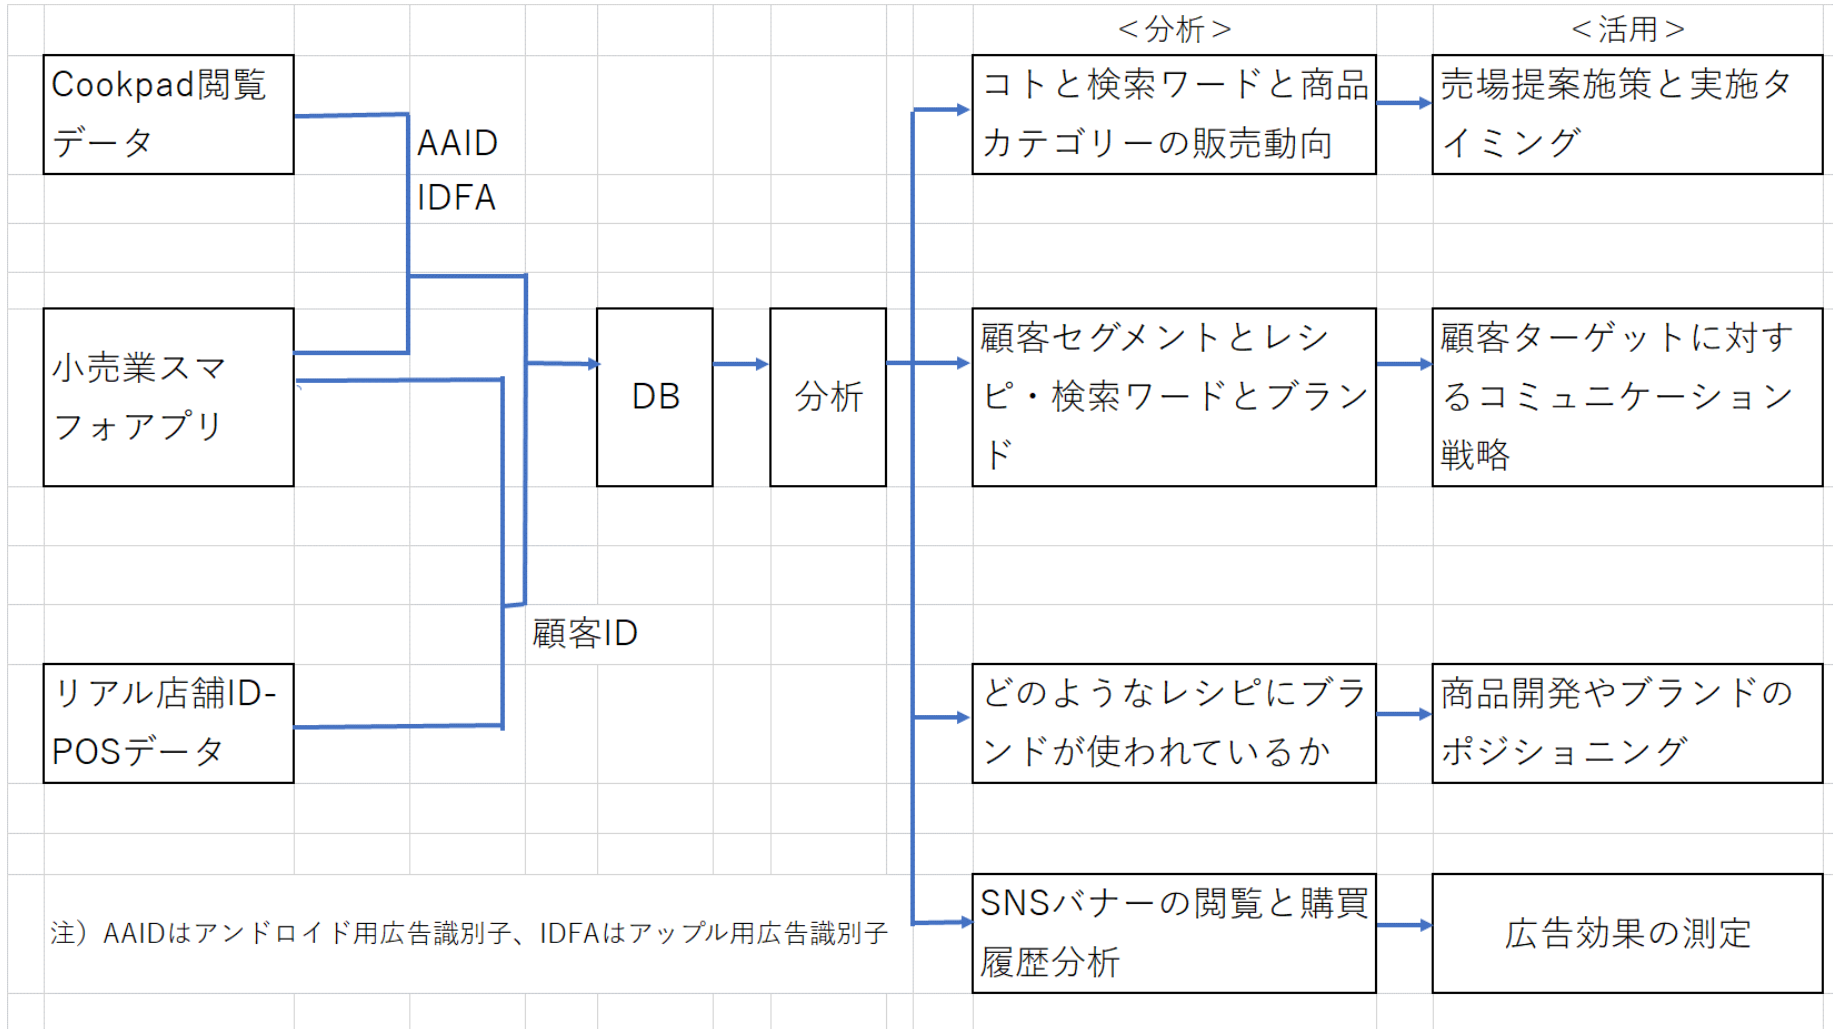 ＜分析＞
＜活用＞
Cookpad閲覧
データ
AAID
IDFA
コトと検索ワードと商品
カテゴリーの販売動向
売場提案施策と実施タ
イミング
小売業スマ
フォアプリ
DB
分析
顧客セグメントとレシ
ピ・検索ワードとブラン
ド
顧客ターゲットに対す
るコミュニケーション
戦略
顧客ID
リアル店舗ID-
POSデータ
どのようなレシピにブラ
ンドが使われているか
商品開発やブランドの
ポジショニング
SNSバナーの閲覧と購買
履歴分析
広告効果の測定
注）AAIDはアンドロイド用広告識別子、IDFAはアップル用広告識別子